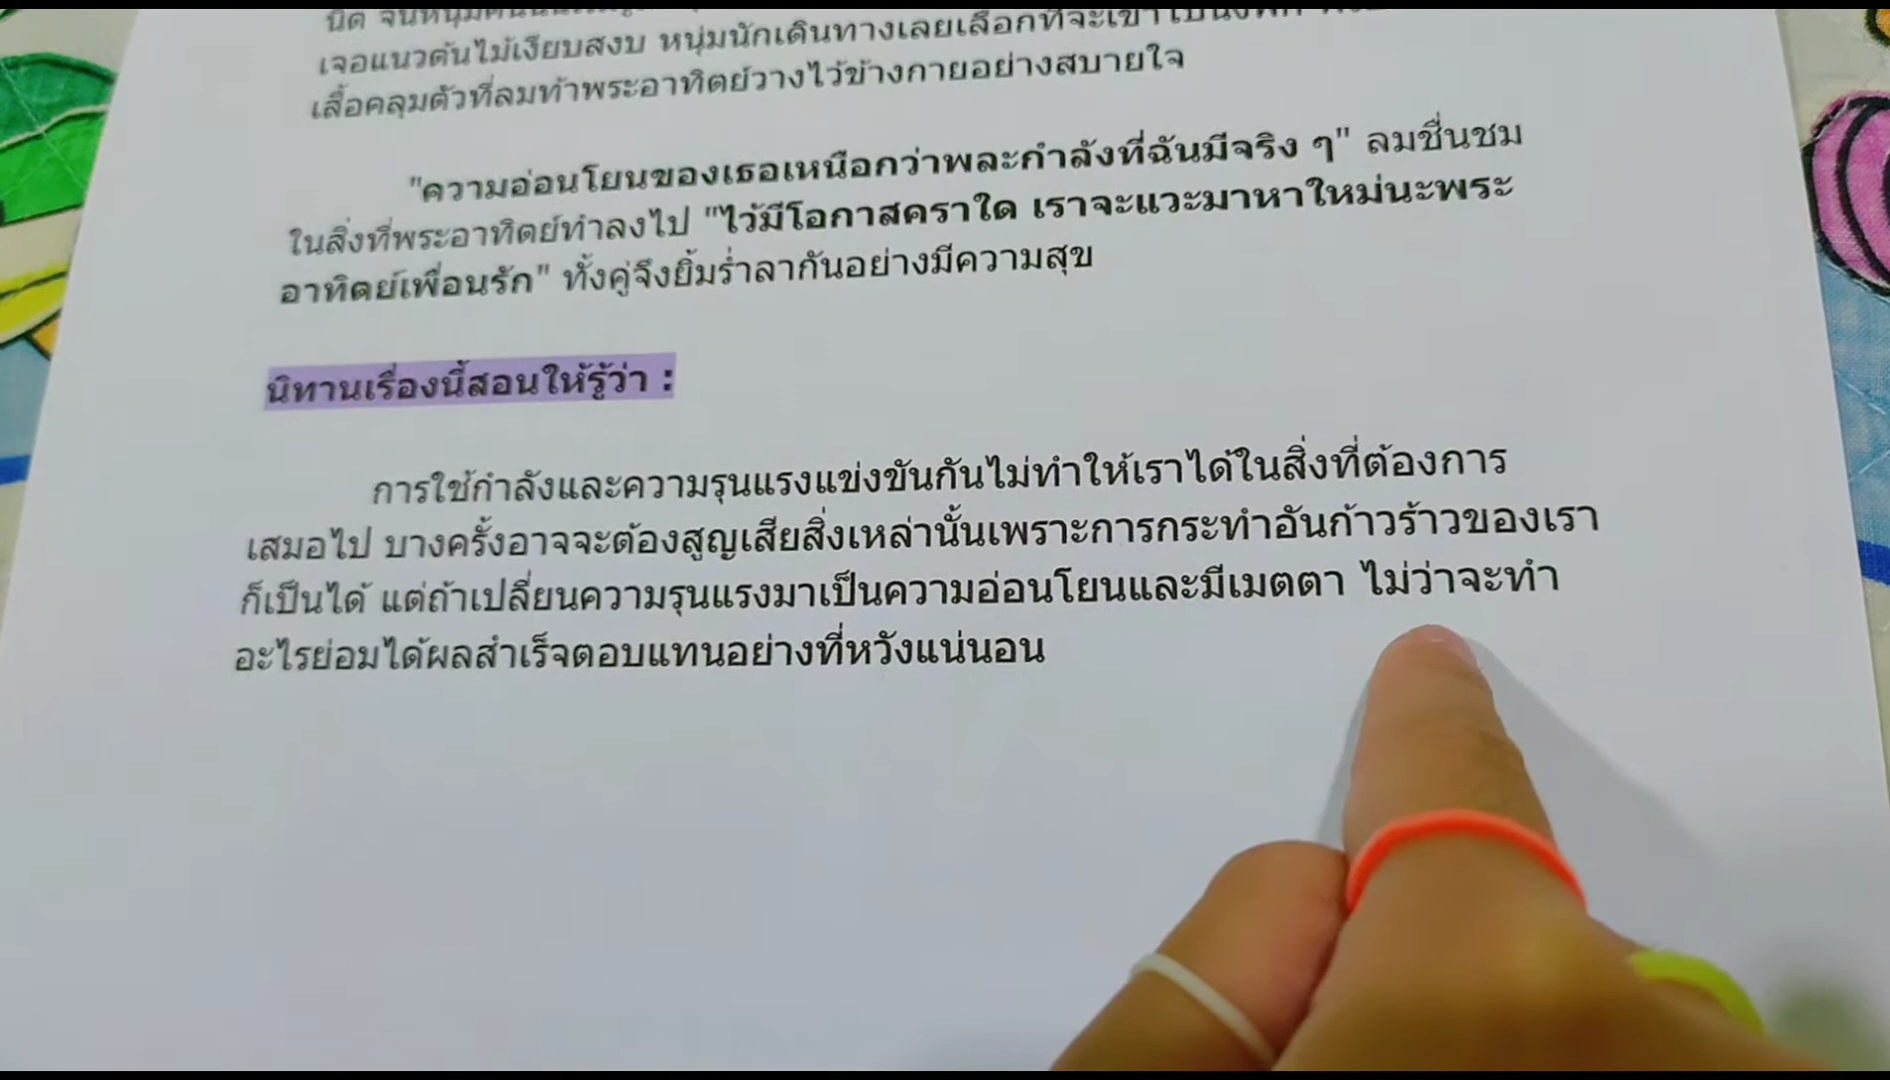 นิด จนหนุ่ม
เจอแนวต้นไม้เงียบสงบ หนุ่มนักเดินทางเลยเลือกที่จะเข้าไปนั่งพัก
เสื้อคลุมตัวที่ลมท้าพระอาทิตย์วางไว้ข้างกายอย่างสบายใจ
"ความอ่อนโยนของเธอเหนือกว่าพละกำลังที่ฉันมีจริง ๆ" ลมชื่นชม
ในสิ่งที่พระอาทิตย์ทำลงไป "ไว้มีโอกาสคราใด เราจะแวะมาหาใหม่นะพระ
อาทิตย์เพื่อนรัก" ทั้งคู่จึงยิ้มร่ำลากันอย่างมีความสุข
นิทานเรื่องนี้สอนให้รู้ว่า :
การใช้กำลังและความรุนแรงแข่งขันกันไม่ทำให้เราได้ในสิ่งที่ต้องการ
เสมอไป บางครั้งอาจจะต้องสูญเสียสิ่งเหล่านั้นเพราะการกระทำอันก้าวร้าวของเรา
ก็เป็นได้ แต่ถ้าเปลี่ยนความรุนแรงมาเป็นความอ่อนโยนและมีเมตตา ไม่ว่าจะทำ
อะไรย่อมได้ผลสำเร็จตอบแทนอย่างที่หวังแน่นอน